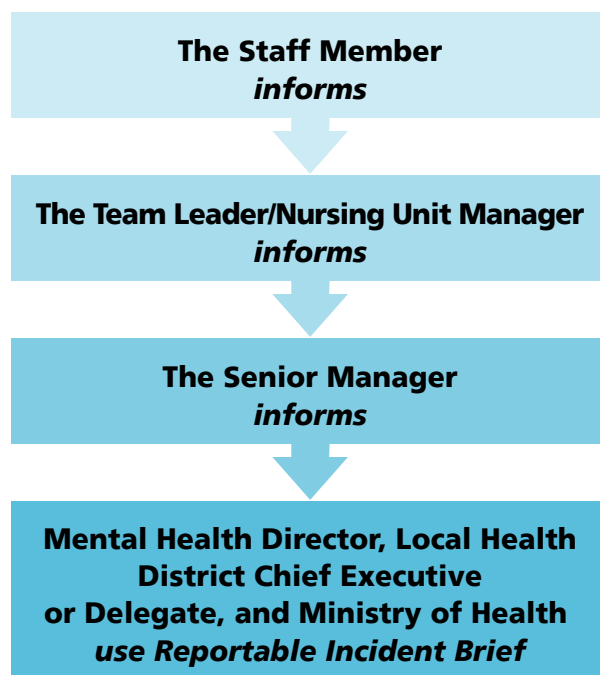 The Staff Member
informs
The Team Leader/Nursing Unit Manager
informs
The Senior Manager
informs
Mental Health Director, Local Health
District Chief Executive
or Delegate, and Ministry of Health
use Reportable Incident Brief